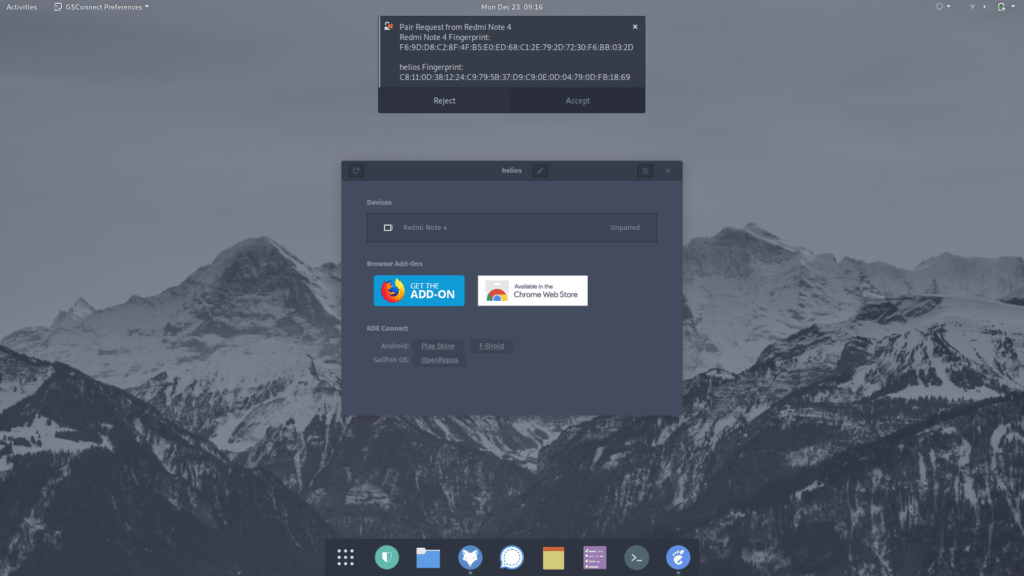 Activities
GSConnect Preferences
Mon Dec 23 09:16
Pair Request from Redmi Note 4
Redmi Note 4 Fingerprint:
F6:9D:D8:C2:8F:4F:B5:E0:ED:68:C1:2E:79:2D:72:30:F6:BB:03:2D
helios Fingerprint:
C8:11:0D:38:12:24:C9:79:5B:37:D9:C9:0E:0D:04:79:0D:FB:18:69
Reject
Accept
helios
Devices
Redmi Note 4
Unpaired
Browser Add-Ons
GET THE
ADD-ON
Available in the
Chrome Web Store
KDE Connect
Android: Play Store F-Droid
Sailfish OS: OpenRepos